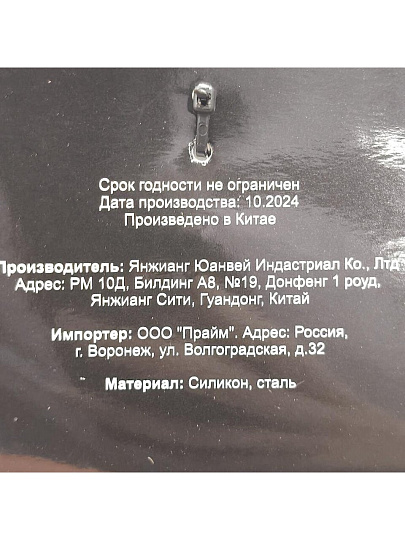 Срок годности не ограничен
Дата производства: 10.2024
Произведено в Китае
Производитель: Янжианг Юанвей Индастриал Ко., Лтд
Адрес: РМ 10Д, Билдинг А8, №19, Донфенг 1 роуд,
Янжианг Сити, Гуандонг, Китай
Импортер: ООО "Прайм". Адрес: Россия,
г. Воронеж, ул. Волгоградская, д.32
Материал: Силикон, сталь